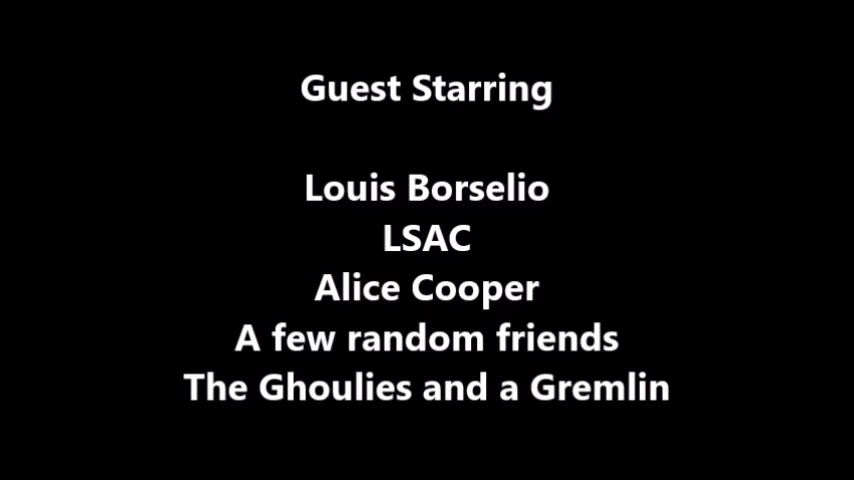 Guest Starring
Louis Borselio
LSAC
Alice Cooper
A few random friends
The Ghoulies and a Gremlin